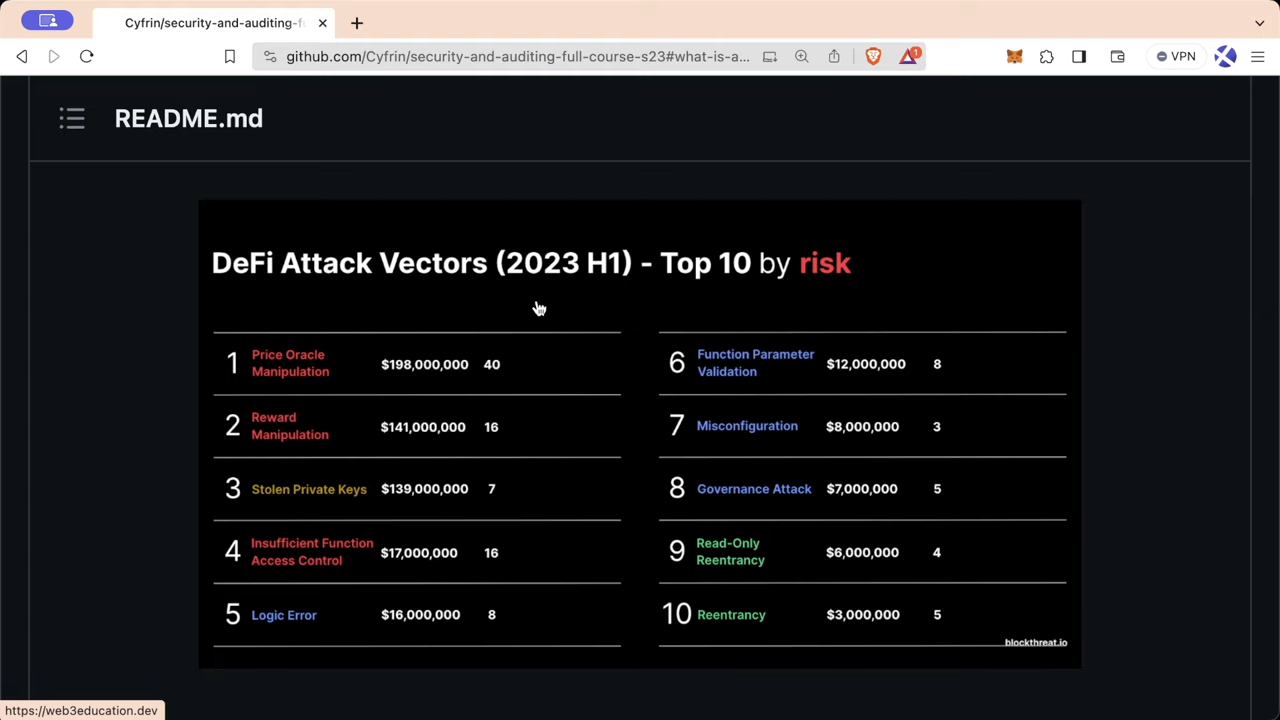 Cyfrin/security-and-auditing-f
github.com/Cyfrin/security-and-auditing-full-course-s23#what-is-a...
1
VPN
README.md
DeFi Attack Vectors (2023 H1) - Top 10 by risk
1 Price Oracle Manipulation $198,000,000 40
2 Reward Manipulation $141,000,000 16
3 Stolen Private Keys $139,000,000 7
4 Insufficient Function Access Control $17,000,000 16
5 Logic Error $16,000,000 8
6 Function Parameter Validation $12,000,000 8
7 Misconfiguration $8,000,000 3
8 Governance Attack $7,000,000 5
9 Read-Only Reentrancy $6,000,000 4
10 Reentrancy $3,000,000 5
blockthreat.io
https://web3education.dev